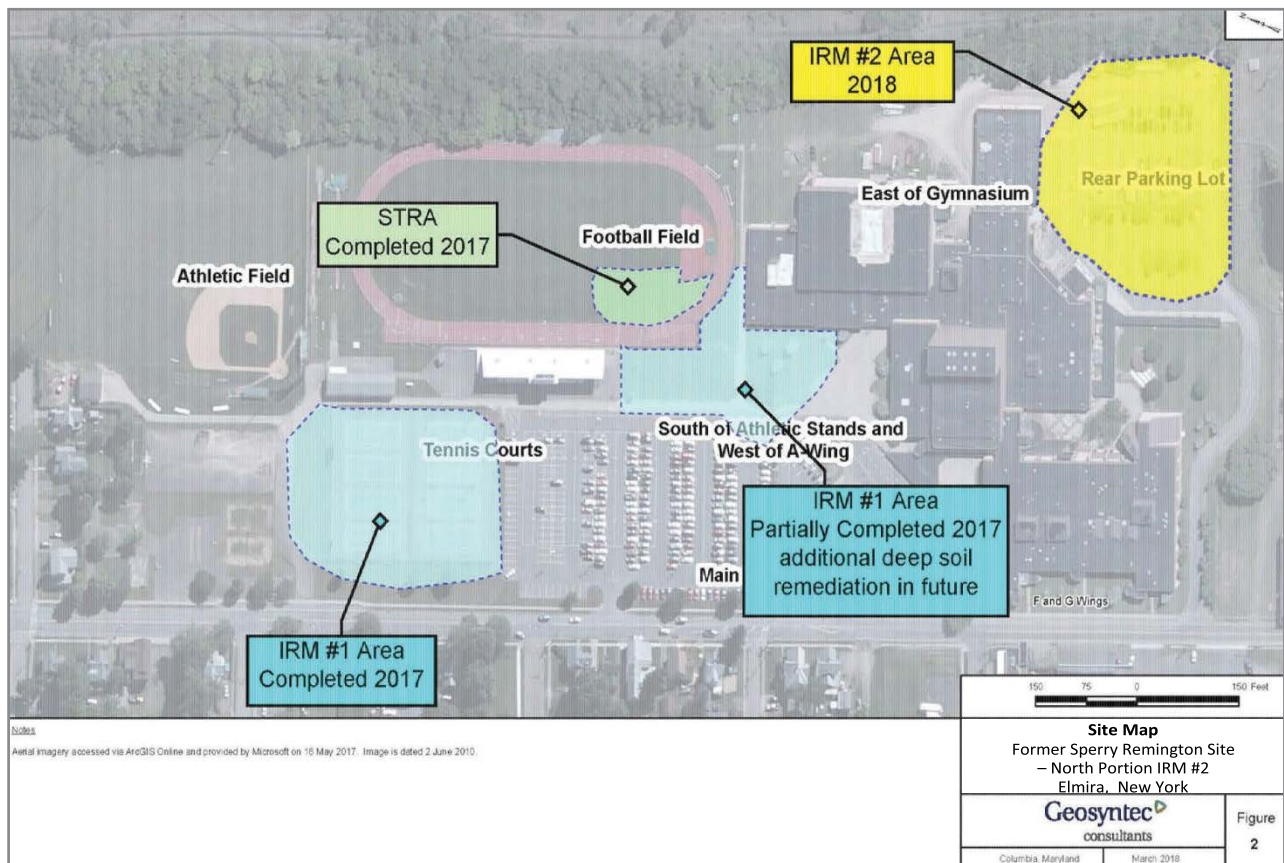 IRM #2 Area
2018
Rear Parking Lot
East of Gymnasium
STRA
Completed 2017
Football Field
Athletic Field
Tennis Courts
South of Athletic Stands and
West of A-Wing
IRM #1 Area
Partially Completed 2017
additional deep soil
remediation in future
Main
F and G Wings
IRM #1 Area
Completed 2017
150 75 0 150 Feet
Notes
Aerial imagery accessed via ArcGIS Online and provided by Microsoft on 16 May 2017. Image is dated 2 June 2010.
Site Map
Former Sperry Remington Site
– North Portion IRM #2
Elmira, New York
Geosyntec
consultants
Columbia, Maryland March 2018
Figure
2